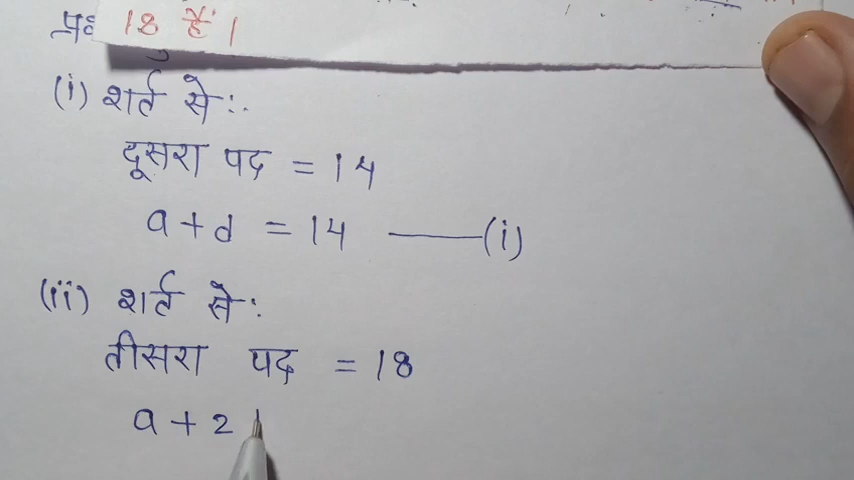 18 हैं।
(i) शर्त से:.
दूसरा पद = 14
a + d = 14 ——(i)
(ii) शर्त से:
तीसरा पद = 18
a + 2